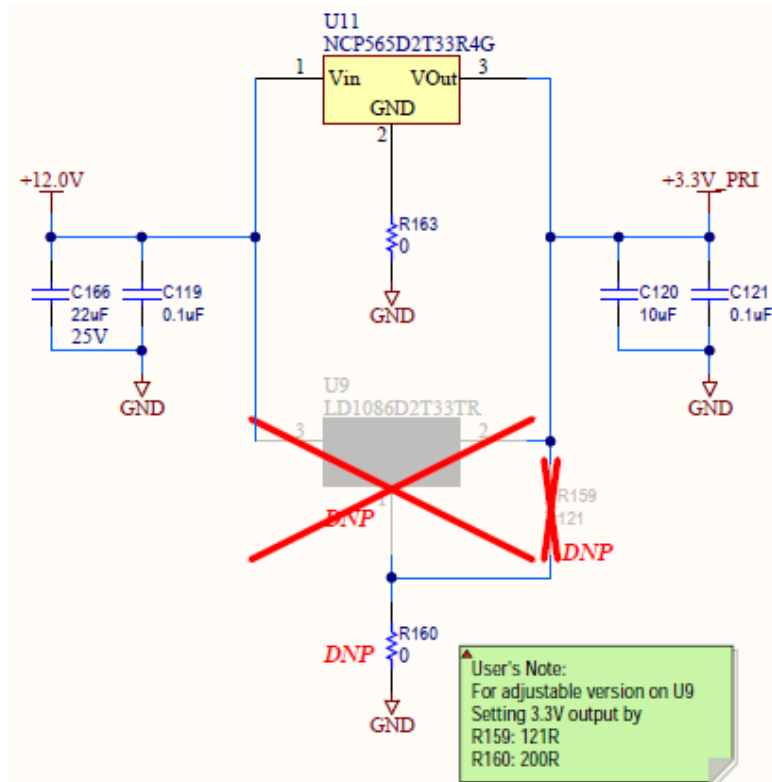 U11
NCP565D2T33R4G
1
Vin
VOut
3
GND
2
+12.0V
+3.3V_PRI
R163
0
GND
C166
22uF
25V
C119
0.1uF
GND
C120
10uF
C121
0.1uF
GND
U9
LD1086D2T33TR
3
2
1
DNP
R159
121
DNP
R160
0
DNP
GND
User's Note:
For adjustable version on U9
Setting 3.3V output by
R159: 121R
R160: 200R